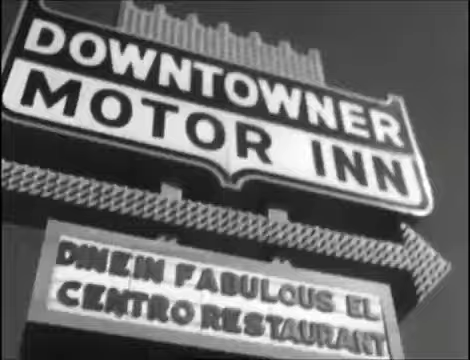 DOWNTOWNER
MOTOR INN
DINE IN FABULOUS EL
CENTRO RESTAURANT